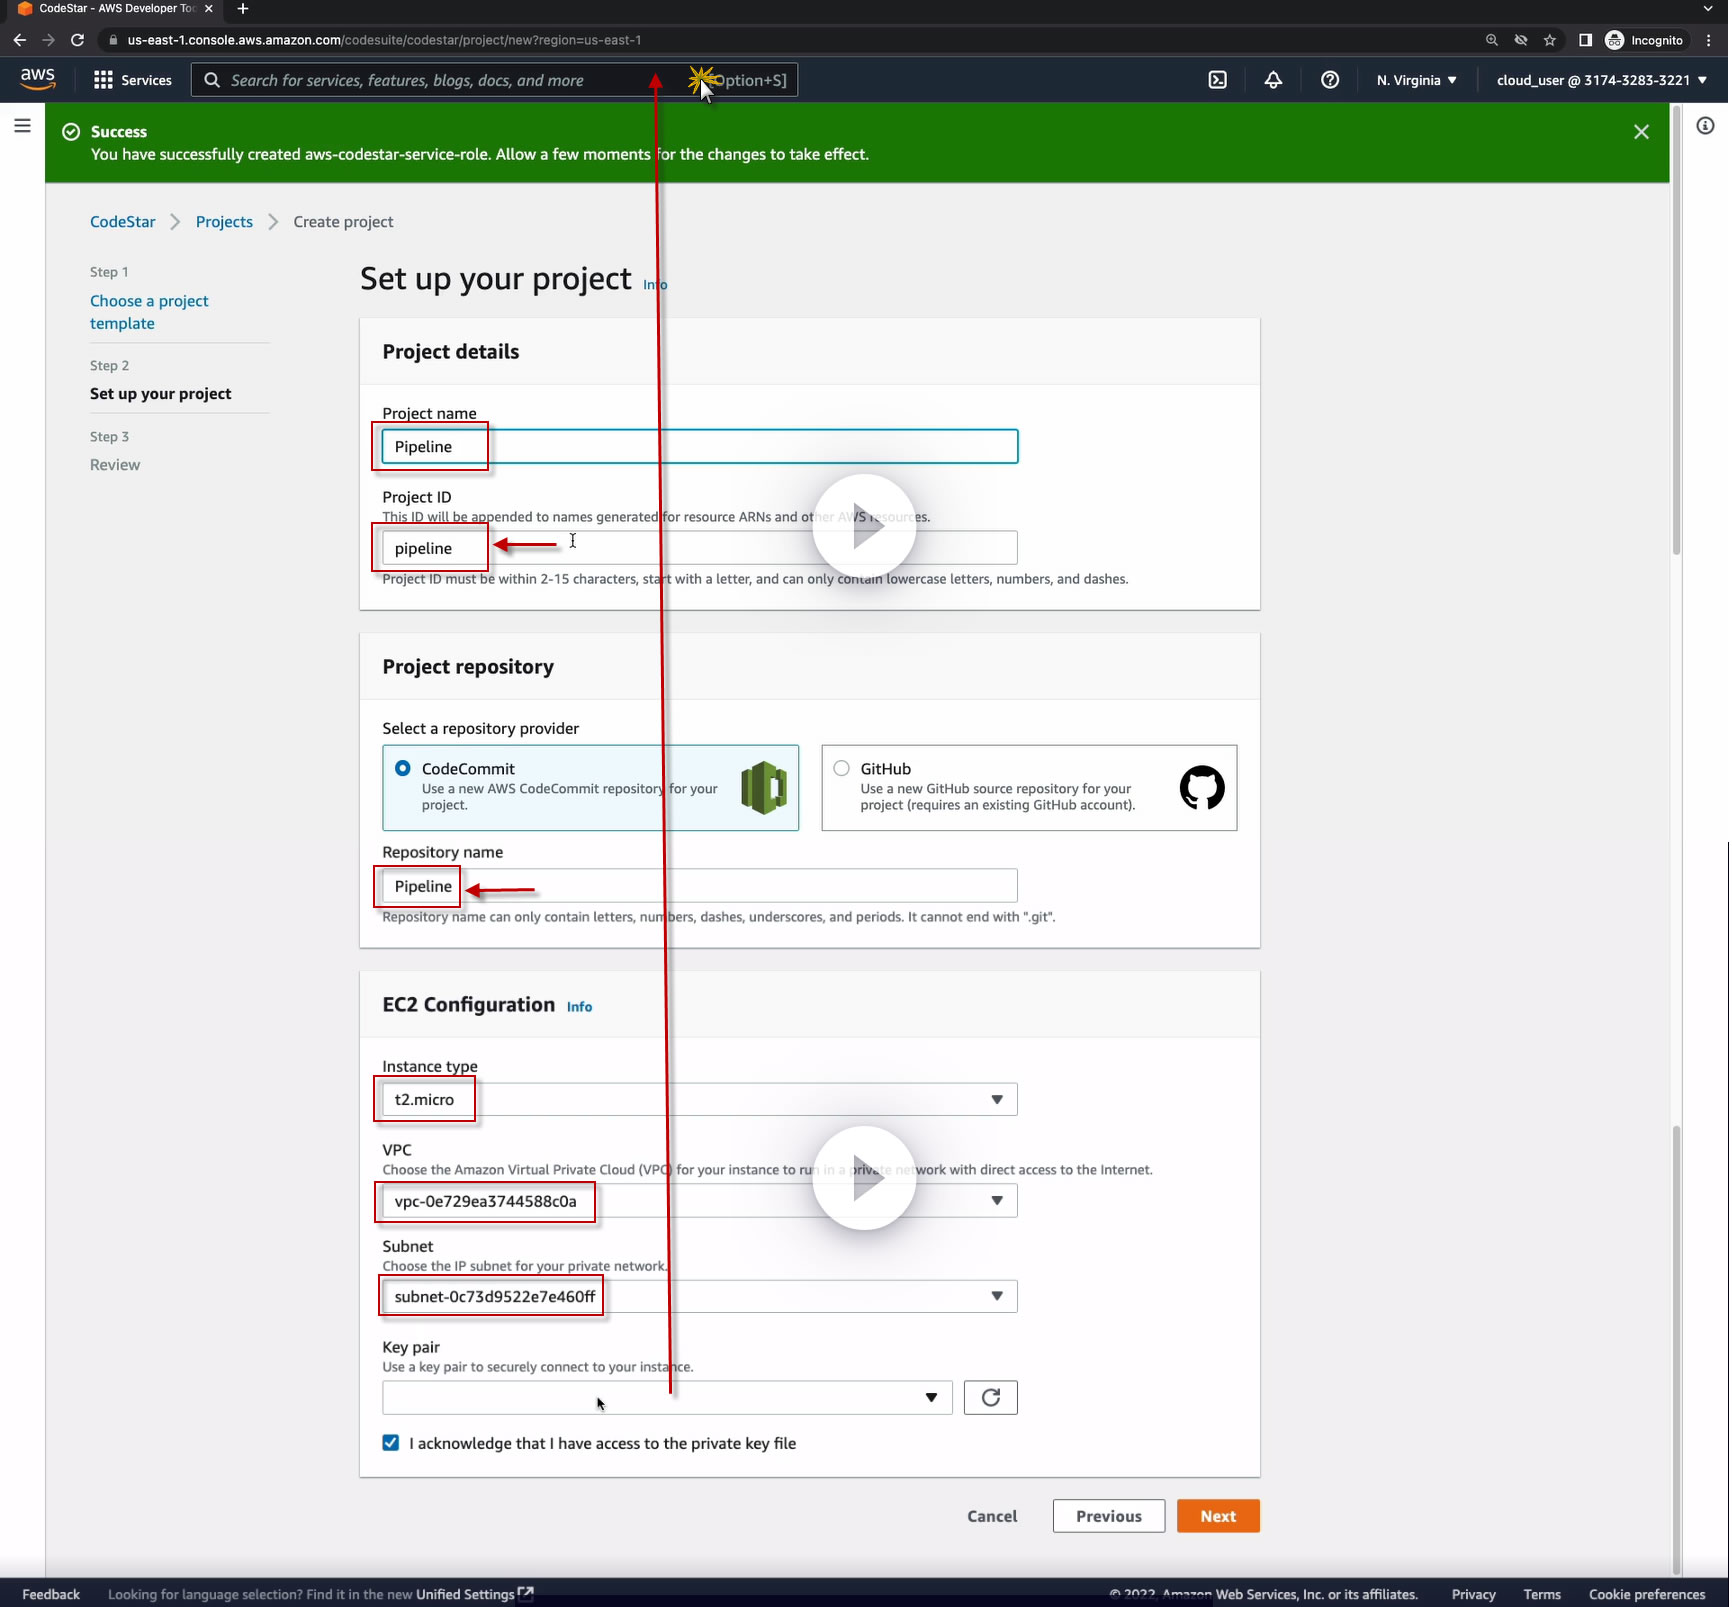 CodeStar - AWS Developer To
us-east-1.console.aws.amazon.com/codesuite/codestar/project/new?region=us-east-1
Incognito
aws
Services
Search for services, features, blogs, docs, and more
Option+S]
N. Virginia
cloud_user @ 3174-3283-3221
Success
You have successfully created aws-codestar-service-role. Allow a few moments for the changes to take effect.
CodeStar
Projects
Create project
Step 1
Choose a project
template
Step 2
Set up your project
Step 3
Review
Set up your project
Info
Project details
Project name
Pipeline
Project ID
This ID will be appended to names generated for resource ARNs and other AWS resources.
pipeline
Project ID must be within 2-15 characters, start with a letter, and can only contain lowercase letters, numbers, and dashes.
Project repository
Select a repository provider
CodeCommit
Use a new AWS CodeCommit repository for your
project.
GitHub
Use a new GitHub source repository for your
project (requires an existing GitHub account).
Repository name
Pipeline
Repository name can only contain letters, numbers, dashes, underscores, and periods. It cannot end with ".git".
EC2 Configuration
Info
Instance type
t2.micro
VPC
Choose the Amazon Virtual Private Cloud (VPC) for your instance to run in a private network with direct access to the Internet.
vpc-0e729ea3744588c0a
Subnet
Choose the IP subnet for your private network.
subnet-0c73d9522e7e460ff
Key pair
Use a key pair to securely connect to your instance.
I acknowledge that I have access to the private key file
Cancel
Previous
Next
Feedback
Looking for language selection? Find it in the new Unified Settings
© 2022, Amazon Web Services, Inc. or its affiliates.
Privacy
Terms
Cookie preferences